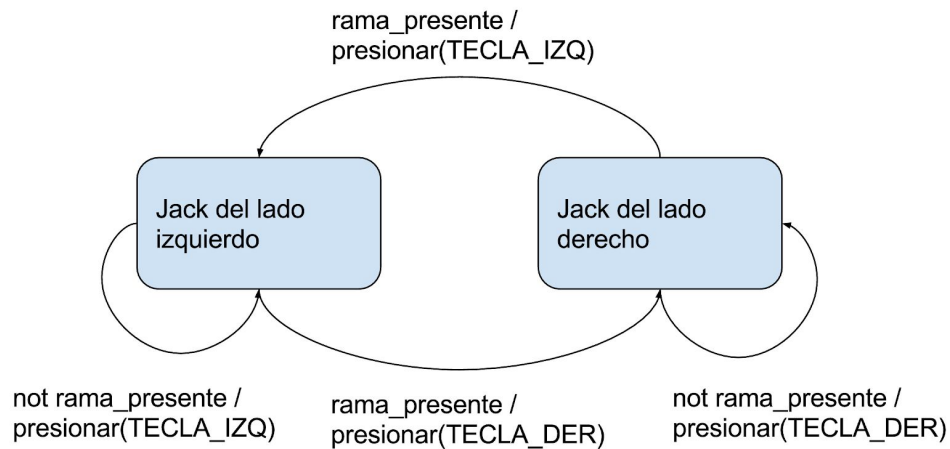 rama_presente /
presionar(TECLA_IZQ)
Jack del lado
izquierdo
Jack del lado
derecho
not rama_presente /
presionar(TECLA_IZQ)
rama_presente /
presionar(TECLA_DER)
not rama_presente /
presionar(TECLA_DER)